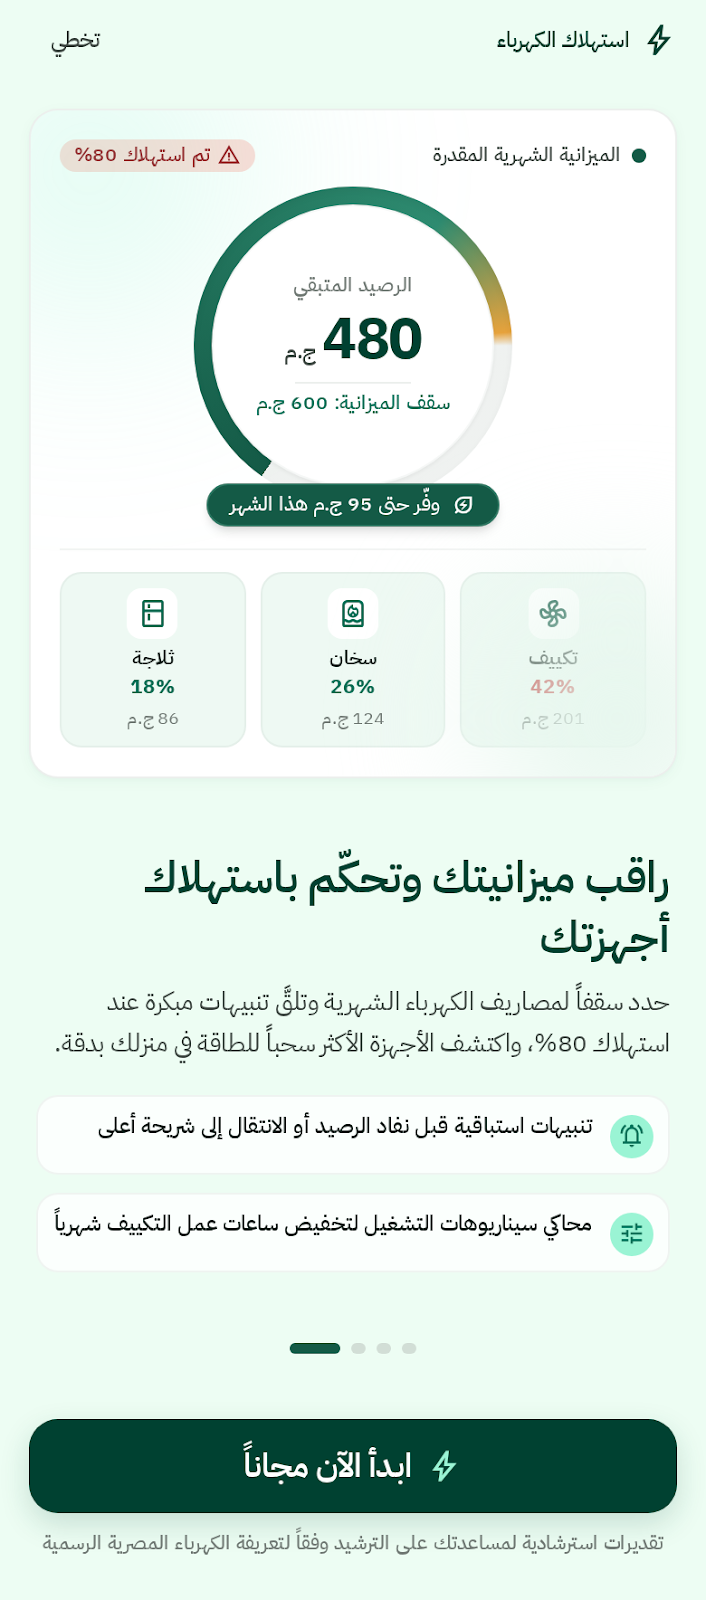 استهلاك الكهرباء
تخطي
الميزانية الشهرية المقدرة
تم استهلاك 80%
الرصيد المتبقي
480 ج.م
سقف الميزانية: 600 ج.م
وفّر حتى 95 ج.م هذا الشهر
تكييف
42%
201 ج.م
سخان
26%
124 ج.م
ثلاجة
18%
86 ج.م
راقب ميزانيتك وتحكّم باستهلاك
أجهزتك
حدد سقفاً لمصاريف الكهرباء الشهرية وتلقَّ تنبيهات مبكرة عند
استهلاك 80%، واكتشف الأجهزة الأكثر سحباً للطاقة في منزلك بدقة.
تنبيهات استباقية قبل نفاد الرصيد أو الانتقال إلى شريحة أعلى
محاكي سيناريوهات التشغيل لتخفيض ساعات عمل التكييف شهرياً
ابدأ الآن مجاناً
تقديرات استرشادية لمساعدتك على الترشيد وفقاً لتعريفة الكهرباء المصرية الرسمية